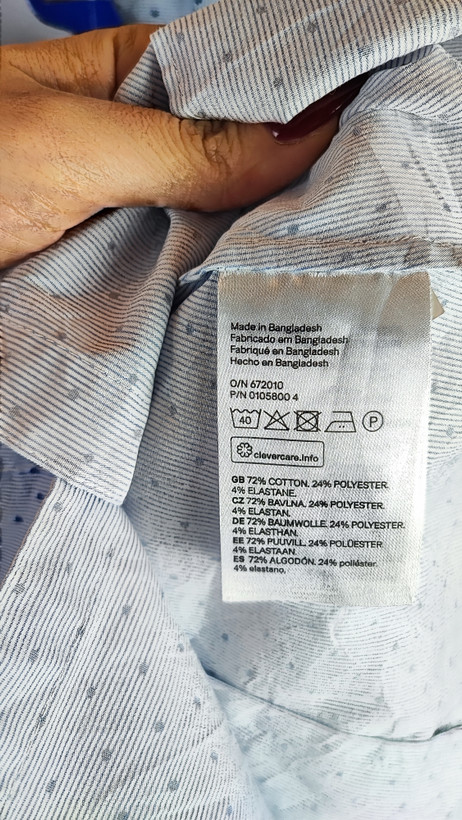 Made in Bangladesh
Fabricado em Bangladesh
Fabriqué en Bangladesh
Hecho en Bangladesh
O/N 672010
P/N 0105800 4
40 P
clevercare.info
GB 72% COTTON. 24% POLYESTER.
4% ELASTANE.
CZ 72% BAVLNA. 24% POLYESTER.
4% ELASTAN.
DE 72% BAUMWOLLE. 24% POLYESTER.
4% ELASTHAN.
EE 72% PUUVILL. 24% POLÜESTER
4% ELASTAAN.
ES 72% ALGODÓN. 24% poliéster.
4% elastano.